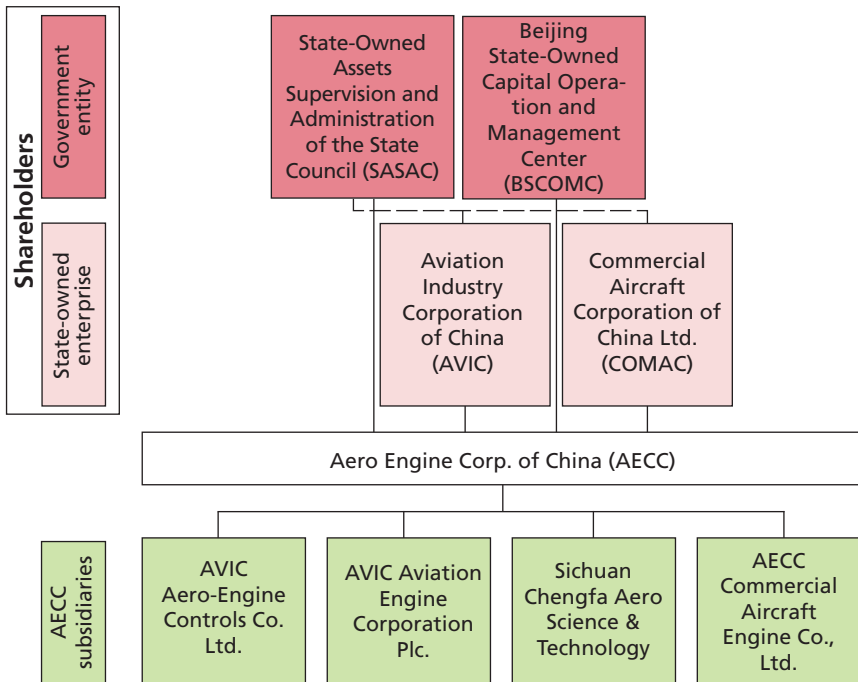 Shareholders
Government
entity
State-Owned
Assets
Supervision and
Administration
of the State
Council (SASAC)
Beijing
State-Owned
Capital Opera-
tion and
Management
Center
(BSCOMC)
State-owned
enterprise
Aviation
Industry
Corporation
of China
(AVIC)
Commercial
Aircraft
Corporation of
China Ltd.
(COMAC)
Aero Engine Corp. of China (AECC)
AECC
subsidiaries
AVIC
Aero-Engine
Controls Co.
Ltd.
AVIC Aviation
Engine
Corporation
Plc.
Sichuan
Chengfa Aero
Science &
Technology
AECC
Commercial
Aircraft
Engine Co.,
Ltd.